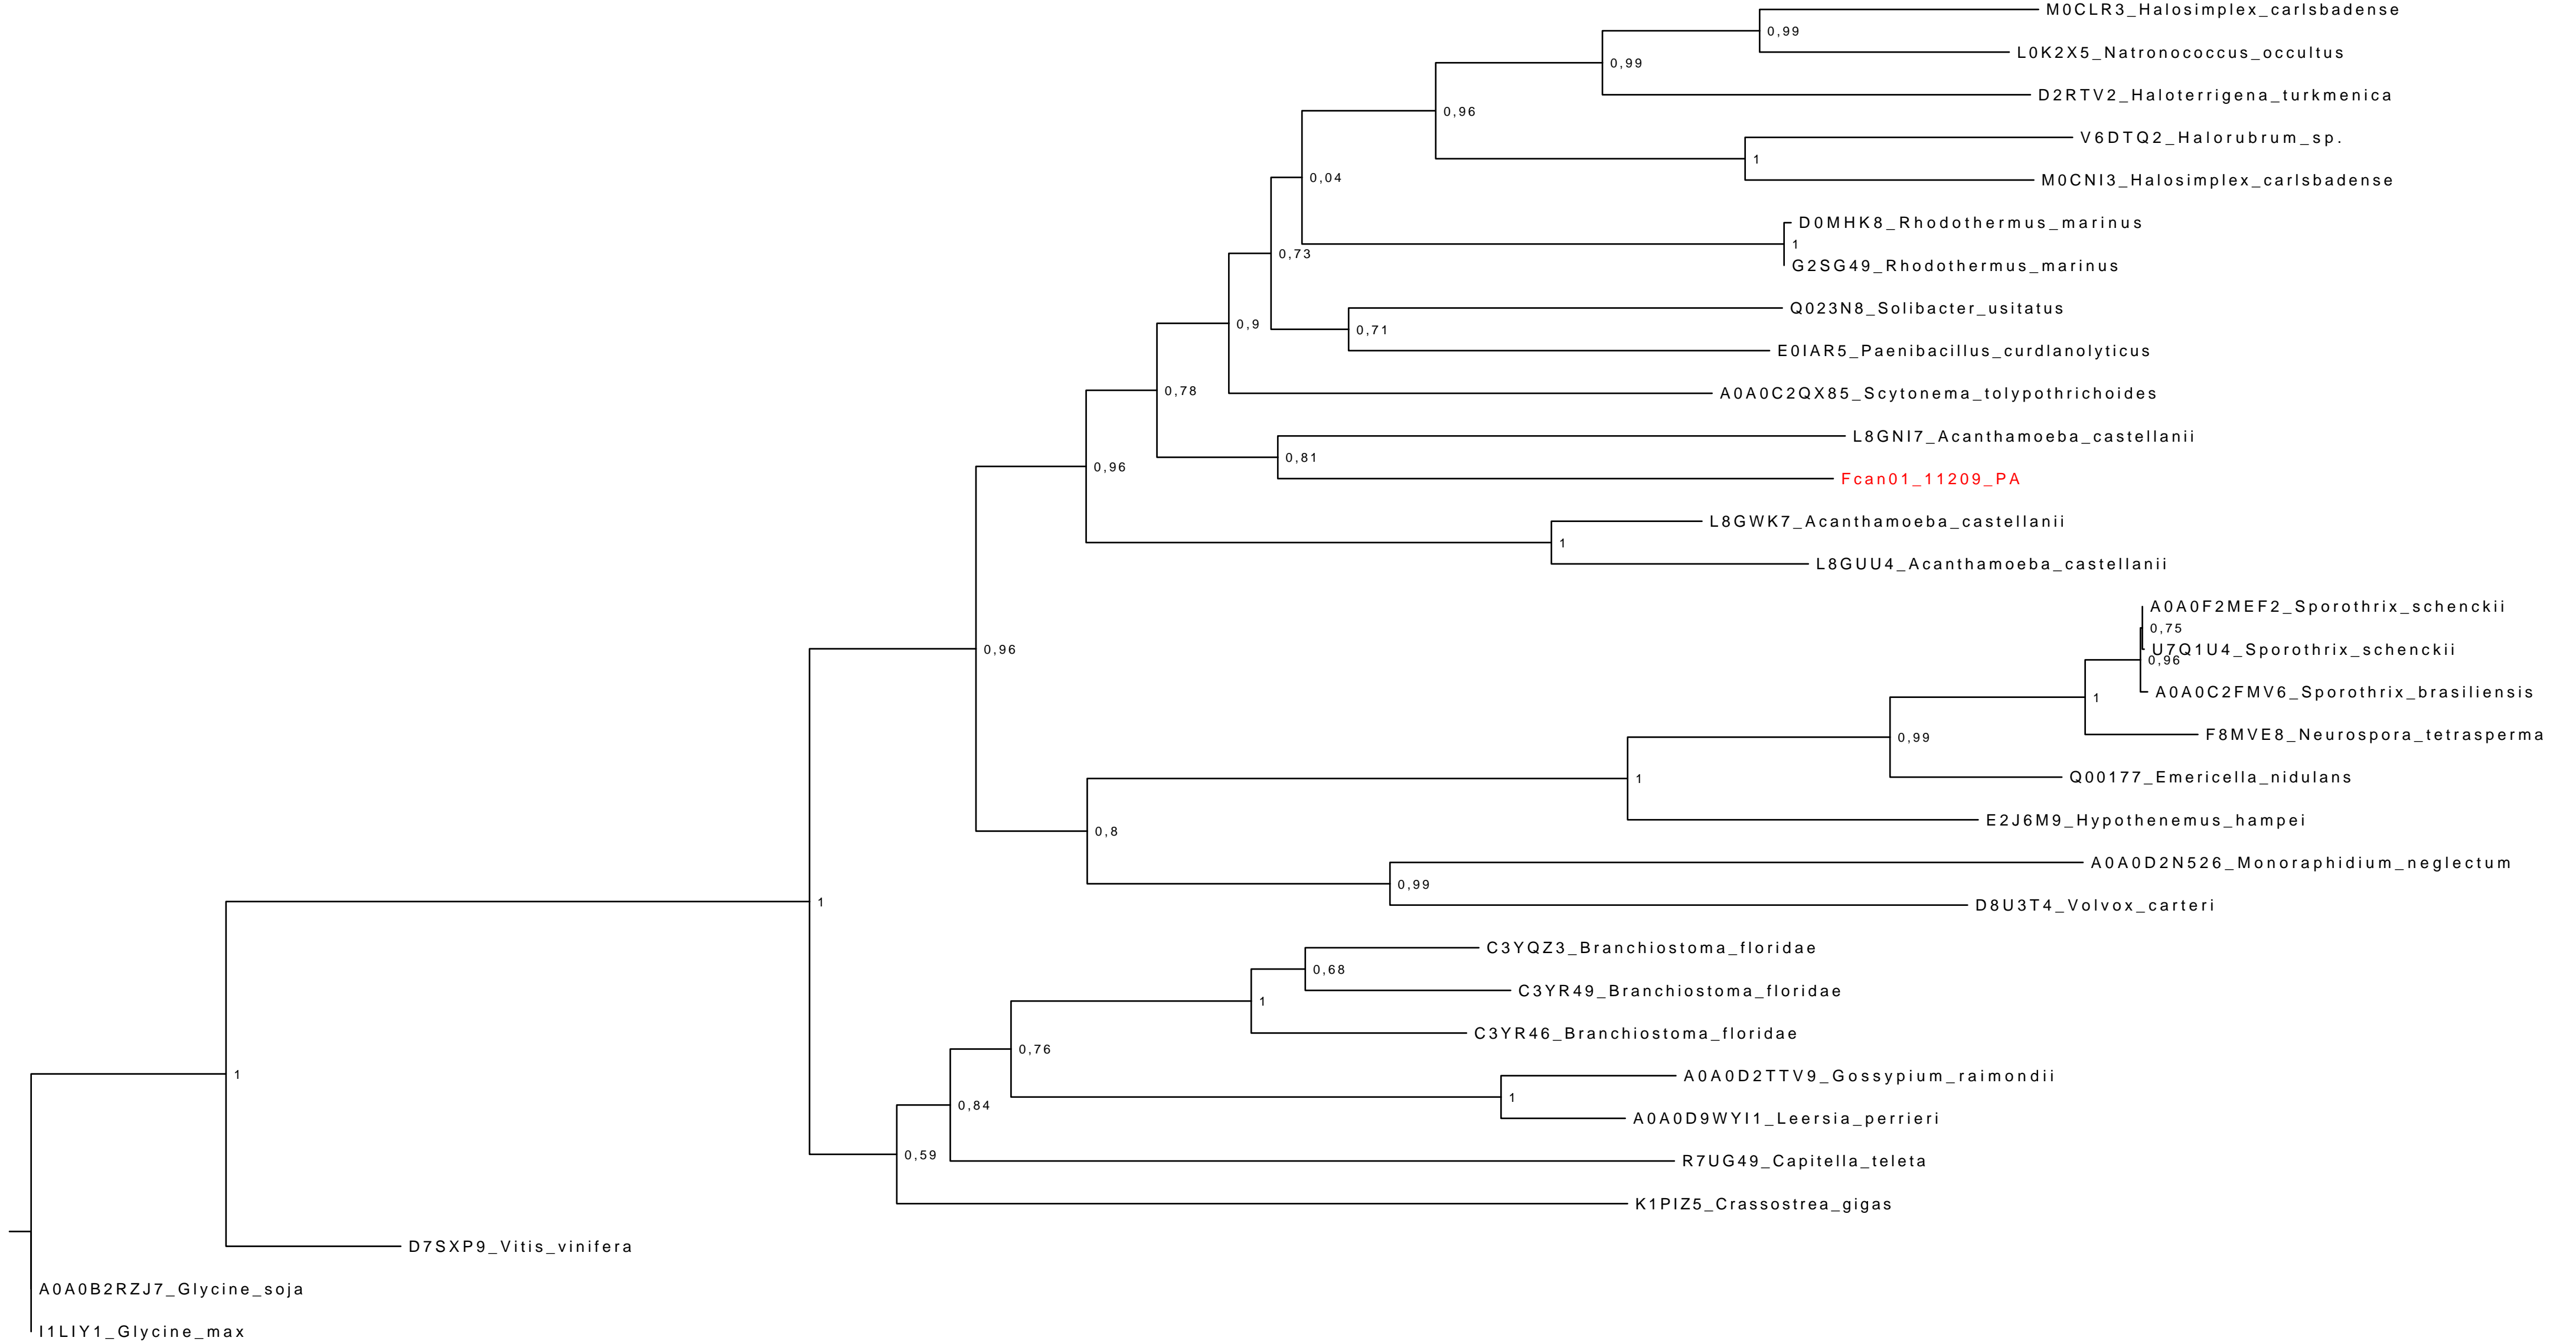 M0CLR3_Halosimplex_carlsbadense
0,99
L0K2X5_Natronococcus_occultus
0,99
D2RTV2_Haloterrigena_turkmenica
0,96
V6DTQ2_Halorubrum_sp.
1
M0CNI3_Halosimplex_carlsbadense
0,04
D0MHK8_Rhodothermus_marinus
1
0,73
G2SG49_Rhodothermus_marinus
Q023N8_Solibacter_usitatus
0,9
0,71
E0IAR5_Paenibacillus_curdlanolyticus
0,78
A0A0C2QX85_Scytonema_tolypothrichoides
L8GNI7_Acanthamoeba_castellanii
0,81
0,96
Fcan01_11209_PA
L8GWK7_Acanthamoeba_castellanii
1
L8GUU4_Acanthamoeba_castellanii
A0A0F2MEF2_Sporothrix_schenckii
0,75
0,96
U7Q1U4_Sporothrix_schenckii
0,96
A0A0C2FMV6_Sporothrix_brasiliensis
1
F8MVE8_Neurospora_tetrasperma
0,99
Q00177_Emericella_nidulans
1
E2J6M9_Hypothenemus_hampei
0,8
A0A0D2N526_Monoraphidium_neglectum
0,99
1
D8U3T4_Volvox_carteri
C3YQZ3_Branchiostoma_floridae
0,68
C3YR49_Branchiostoma_floridae
1
C3YR46_Branchiostoma_floridae
0,76
1
A0A0D2TTV9_Gossypium_raimondii
0,84
1
A0A0D9WYI1_Leersia_perrieri
0,59
R7UG49_Capitella_teleta
K1PIZ5_Crassostrea_gigas
D7SXP9_Vitis_vinifera
A0A0B2RZJ7_Glycine_soja
I1LIY1_Glycine_max